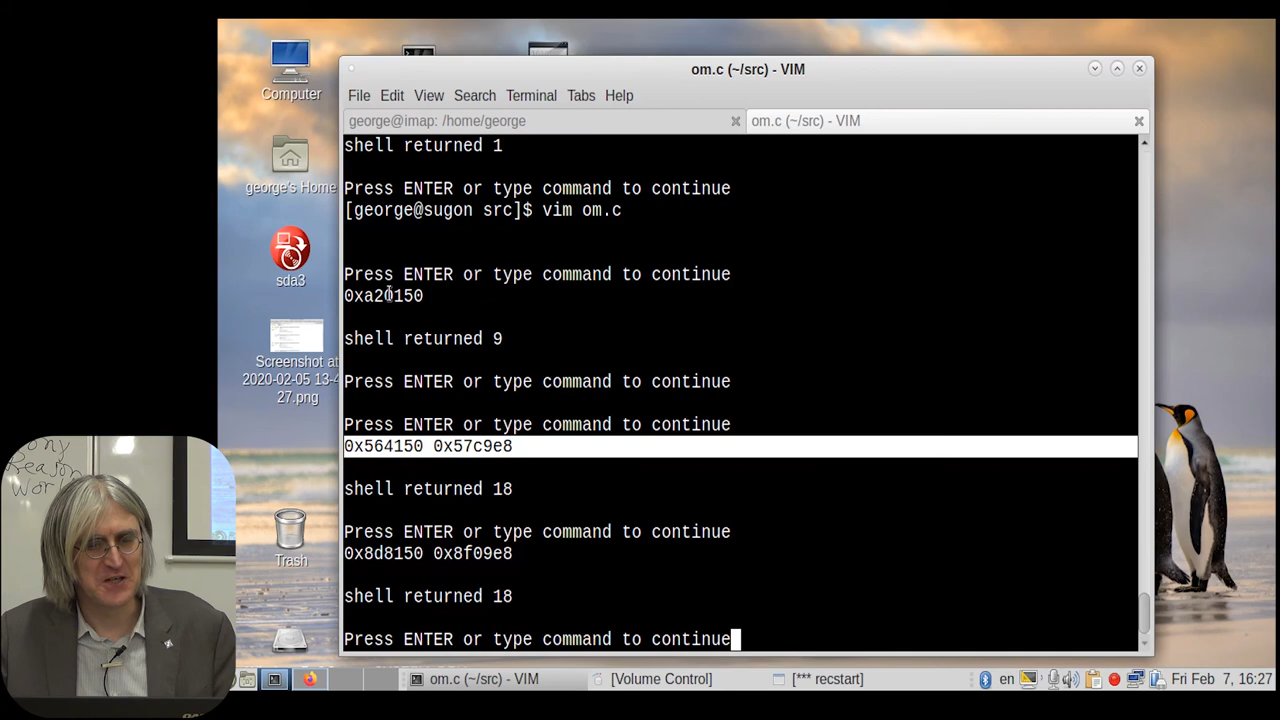 om.c (~/src) - VIM
File Edit View Search Terminal Tabs Help
george@imap: /home/george
om.c (~/src) - VIM
shell returned 1
Press ENTER or type command to continue
[george@sugon src]$ vim om.c
Press ENTER or type command to continue
0xa20150
shell returned 9
Press ENTER or type command to continue
Press ENTER or type command to continue
0x564150 0x57c9e8
shell returned 18
Press ENTER or type command to continue
0x8d8150 0x8f09e8
shell returned 18
Press ENTER or type command to continue
Computer
george's Home
sda3
Screenshot at
2020-02-05 13-4
27.png
Trash
Reason
om.c (~/src) - VIM
[Volume Control]
[*** recstart]
en
Fri Feb 7, 16:27